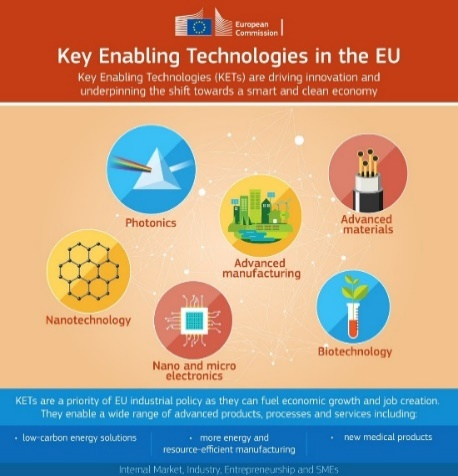 European
Commission
Key Enabling Technologies in the EU
Key Enabling Technologies (KETs) are driving innovation and
underpinning the shift towards a smart and clean economy
Photonics
Advanced
materials
Advanced
manufacturing
Nanotechnology
Nano and micro
electronics
Biotechnology
KETs are a priority of EU industrial policy as they can fuel economic growth and job creation.
They enable a wide range of advanced products, processes and services including:
• low-carbon energy solutions
• more energy and
resource-efficient manufacturing
• new medical products
Internal Market, Industry, Entrepreneurship and SMEs